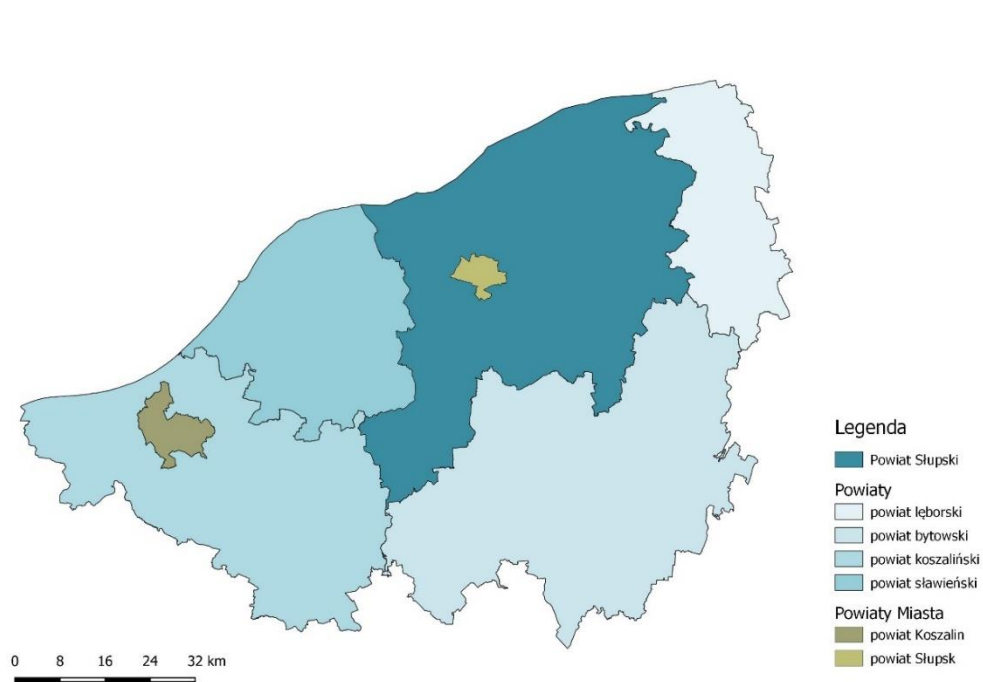 Legenda
Powiat Słupski
Powiaty
powiat lęborski
powiat bytowski
powiat koszaliński
powiat sławieński
Powiaty Miasta
powiat Koszalin
powiat Słupsk
0 8 16 24 32 km